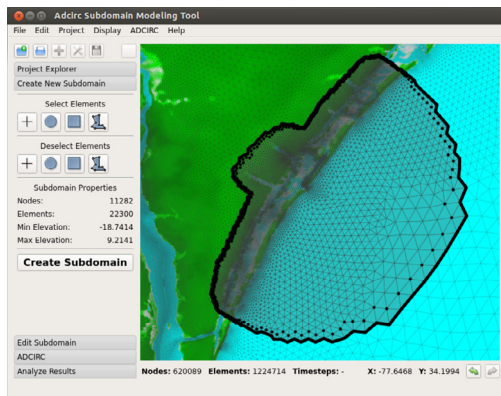 Adcirc Subdomain Modeling Tool
File Edit Project Display ADCIRC Help
Project Explorer
Create New Subdomain
Select Elements
Deselect Elements
Subdomain Properties
Nodes: 11282
Elements: 22300
Min Elevation: -18.7414
Max Elevation: 9.2141
Create Subdomain
Edit Subdomain
ADCIRC
Analyze Results
Nodes: 620089 Elements: 1224714 Timesteps: - X: -77.6468 Y: 34.1994